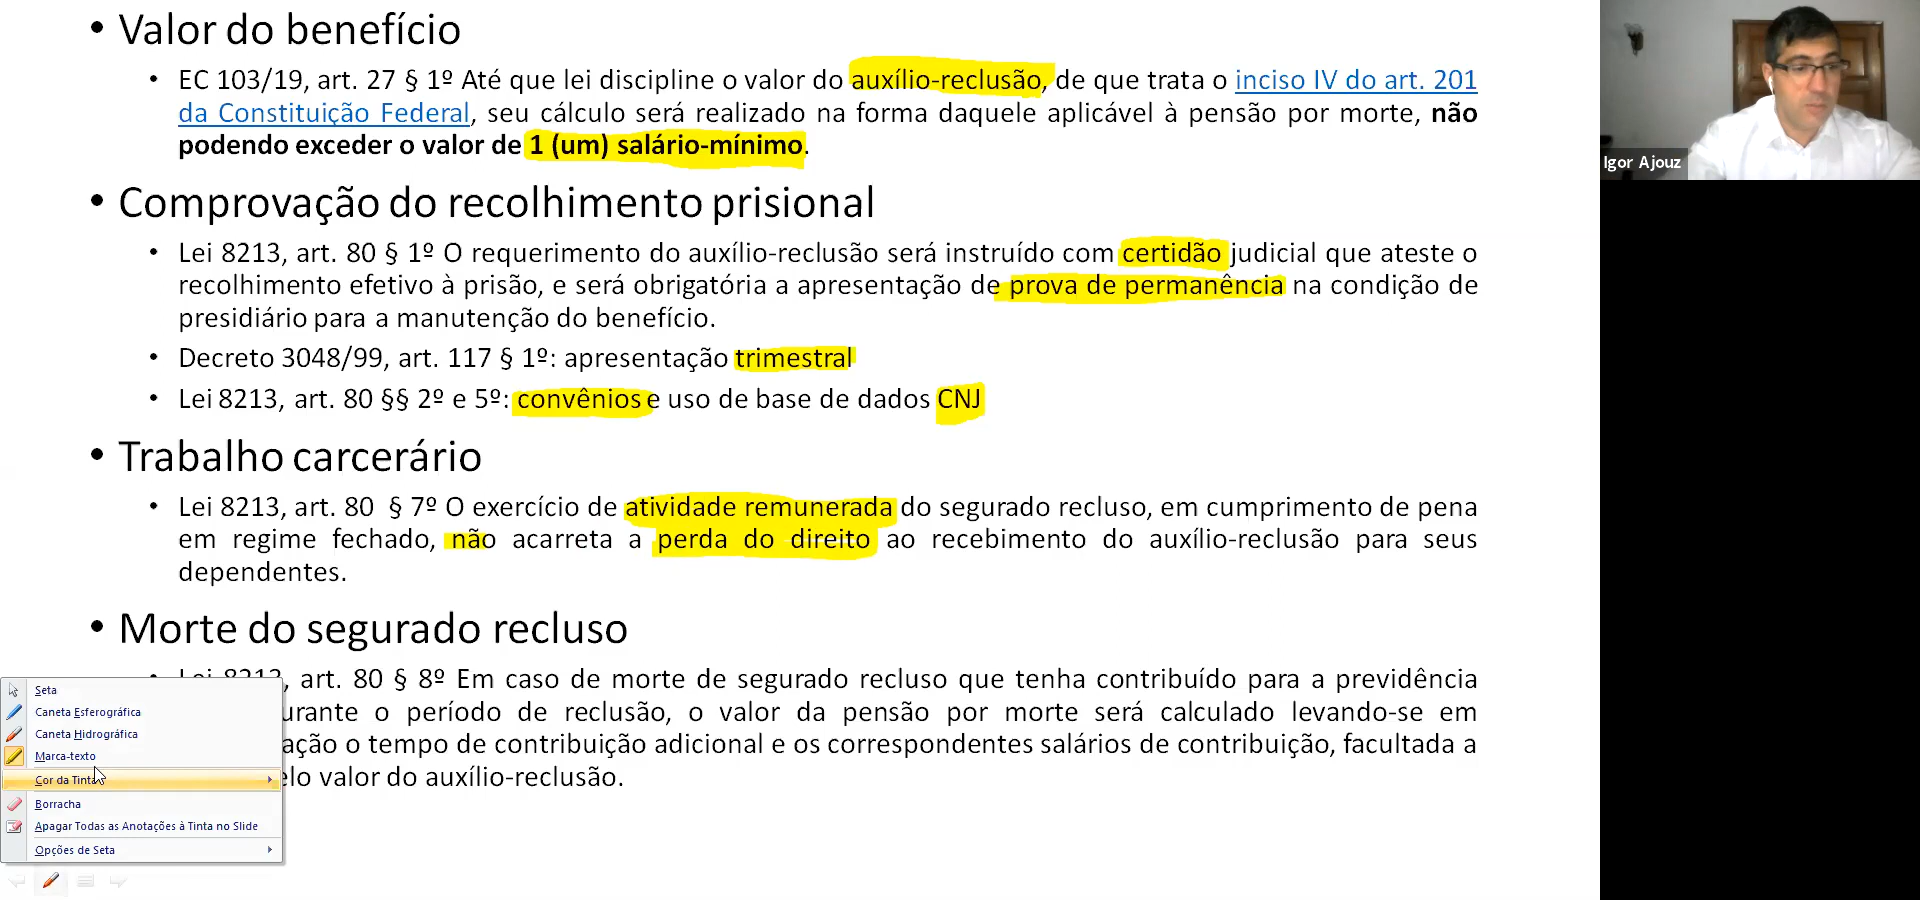 • Valor do benefício
• EC 103/19, art. 27 § 1º Até que lei discipline o valor do auxílio-reclusão, de que trata o inciso IV do art. 201
da Constituição Federal, seu cálculo será realizado na forma daquele aplicável à pensão por morte, não
podendo exceder o valor de 1 (um) salário-mínimo.
• Comprovação do recolhimento prisional
• Lei 8213, art. 80 § 1º O requerimento do auxílio-reclusão será instruído com certidão judicial que ateste o
recolhimento efetivo à prisão, e será obrigatória a apresentação de prova de permanência na condição de
presidiário para a manutenção do benefício.
• Decreto 3048/99, art. 117 § 1º: apresentação trimestral
• Lei 8213, art. 80 §§ 2º e 5º: convênios e uso de base de dados CNJ
• Trabalho carcerário
• Lei 8213, art. 80 § 7º O exercício de atividade remunerada do segurado recluso, em cumprimento de pena
em regime fechado, não acarreta a perda do direito ao recebimento do auxílio-reclusão para seus
dependentes.
• Morte do segurado recluso
• Lei 8213, art. 80 § 8º Em caso de morte de segurado recluso que tenha contribuído para a previdência
urante o período de reclusão, o valor da pensão por morte será calculado levando-se em
ação o tempo de contribuição adicional e os correspondentes salários de contribuição, facultada a
elo valor do auxílio-reclusão.
Seta
Caneta Esferográfica
Caneta Hidrográfica
Marca-texto
Cor da Tinta
Borracha
Apagar Todas as Anotações à Tinta no Slide
Opções de Seta
Igor Ajouz